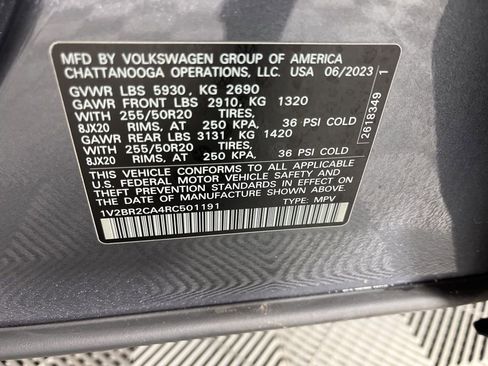 MFD BY VOLKSWAGEN GROUP OF AMERICA
CHATTANOOGA OPERATIONS, LLC. USA 06/2023
GVWR LBS 5930, KG 2690
GAWR FRONT LBS 2910, KG 1320
WITH 255/50R20 TIRES,
8JX20 RIMS, AT 250 KPA, 36 PSI COLD
GAWR REAR LBS 3131, KG 1420
WITH 255/50R20 TIRES,
8JX20 RIMS, AT 250 KPA, 36 PSI COLD
THIS VEHICLE CONFORMS TO ALL APPLICABLE
U.S. FEDERAL MOTOR VEHICLE SAFETY AND
THEFT PREVENTION STANDARDS IN EFFECT ON
THE DATE OF MANUFACTURE SHOWN ABOVE.
1V2BR2CA4RC501191 TYPE: MPV
2618349 1